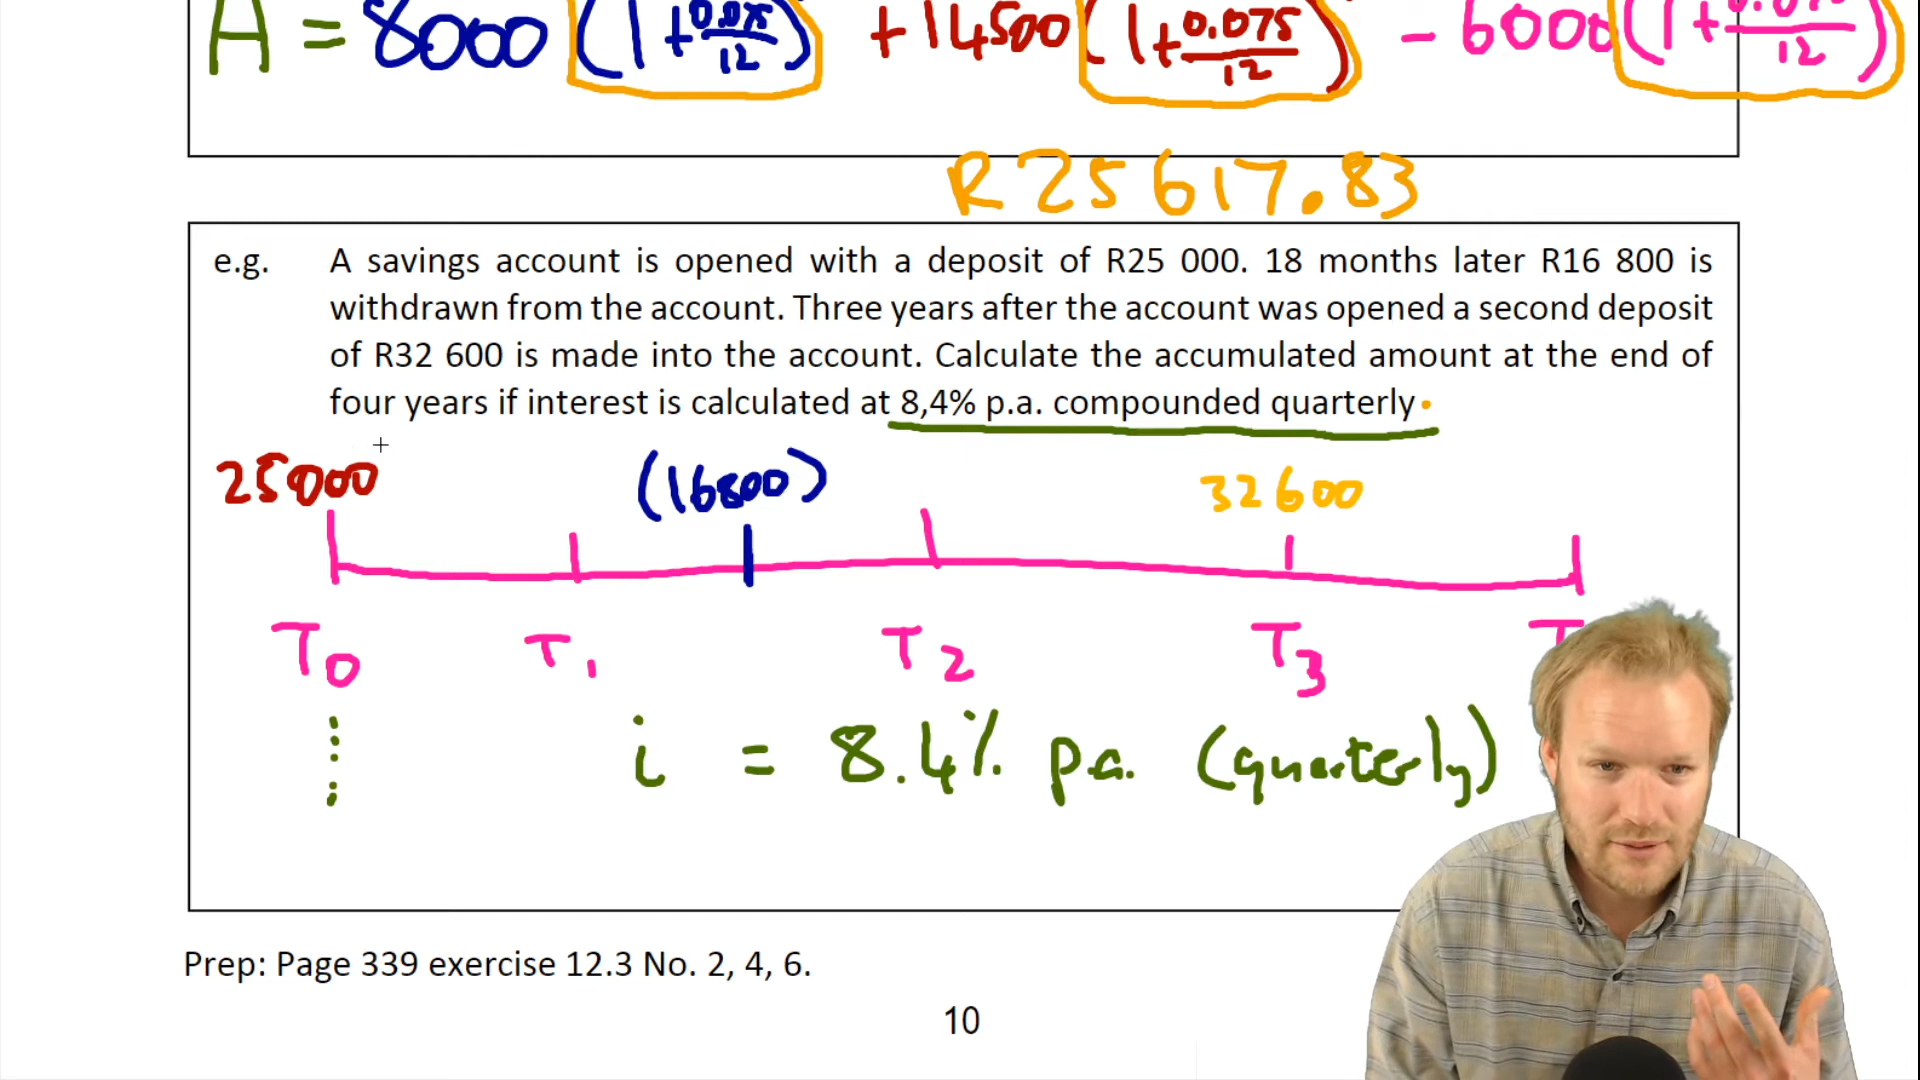 A = 8000 (1 + 0.075/12) + 14500 (1 + 0.075/12) - 6000 (1 + 0.075/12)
R25617.83
e.g. A savings account is opened with a deposit of R25 000. 18 months later R16 800 is
withdrawn from the account. Three years after the account was opened a second deposit
of R32 600 is made into the account. Calculate the accumulated amount at the end of
four years if interest is calculated at 8,4% p.a. compounded quarterly.
25000 (16800) 32600
T0 T1 T2 T3 T
i = 8.4% p.a. (quarterly)
Prep: Page 339 exercise 12.3 No. 2, 4, 6.
10